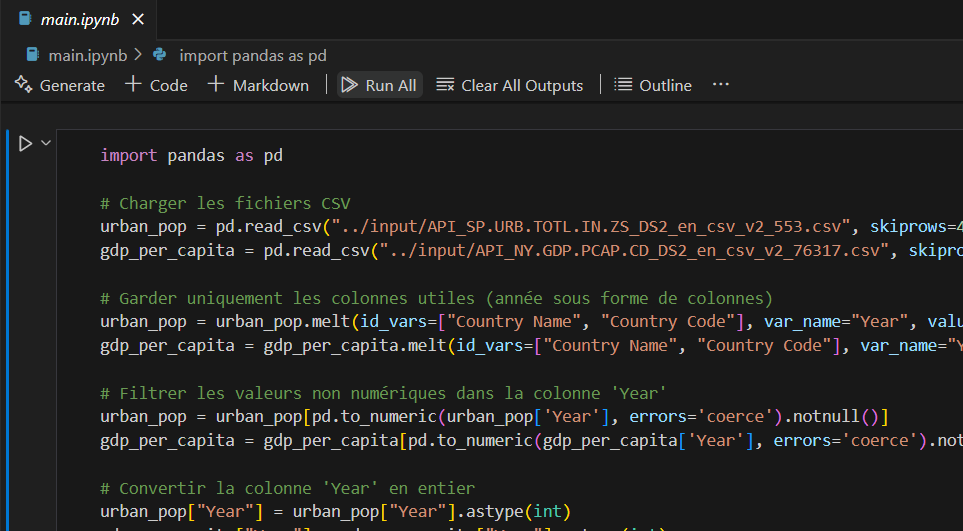 main.ipynb
main.ipynb > import pandas as pd
Generate + Code + Markdown | Run All Clear All Outputs | Outline ...
import pandas as pd
# Charger les fichiers CSV
urban_pop = pd.read_csv("../input/API_SP.URB.TOTL.IN.ZS_DS2_en_csv_v2_553.csv", skiprows=4
gdp_per_capita = pd.read_csv("../input/API_NY.GDP.PCAP.CD_DS2_en_csv_v2_76317.csv", skipro
# Garder uniquement les colonnes utiles (année sous forme de colonnes)
urban_pop = urban_pop.melt(id_vars=["Country Name", "Country Code"], var_name="Year", valu
gdp_per_capita = gdp_per_capita.melt(id_vars=["Country Name", "Country Code"], var_name="Y
# Filtrer les valeurs non numériques dans la colonne 'Year'
urban_pop = urban_pop[pd.to_numeric(urban_pop['Year'], errors='coerce').notnull()]
gdp_per_capita = gdp_per_capita[pd.to_numeric(gdp_per_capita['Year'], errors='coerce').not
# Convertir la colonne 'Year' en entier
urban_pop["Year"] = urban_pop["Year"].astype(int)